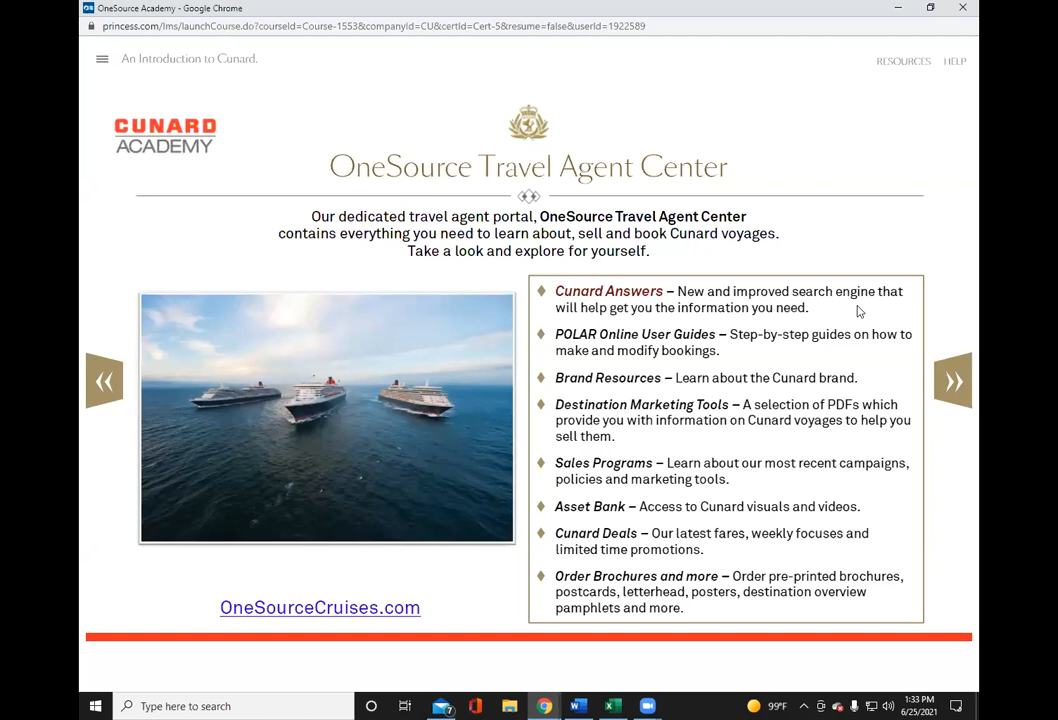 OneSource Academy - Google Chrome
princess.com/lms/launchCourse.do?courseId=Course-1553&companyId=CU&certId=Cert-5&resume=false&userId=1922589
An Introduction to Cunard.
RESOURCES HELP
CUNARD
ACADEMY
OneSource Travel Agent Center
Our dedicated travel agent portal, OneSource Travel Agent Center
contains everything you need to learn about, sell and book Cunard voyages.
Take a look and explore for yourself.
Cunard Answers – New and improved search engine that
will help get you the information you need.
POLAR Online User Guides – Step-by-step guides on how to
make and modify bookings.
Brand Resources – Learn about the Cunard brand.
Destination Marketing Tools – A selection of PDFs which
provide you with information on Cunard voyages to help you
sell them.
Sales Programs – Learn about our most recent campaigns,
policies and marketing tools.
Asset Bank – Access to Cunard visuals and videos.
Cunard Deals – Our latest fares, weekly focuses and
limited time promotions.
Order Brochures and more – Order pre-printed brochures,
postcards, letterhead, posters, destination overview
pamphlets and more.
OneSourceCruises.com
Type here to search
7
99°F
1:33 PM
6/25/2021